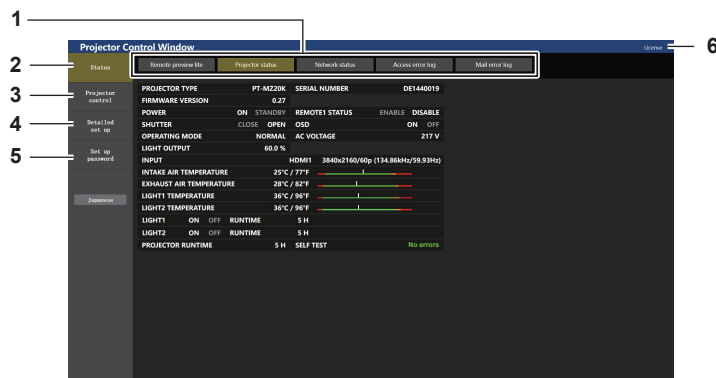 1
Projector Control Window
License
6
2
Status
Remote preview lite Projector status Network status Access error log Mail error log
3
Projector
control
4
Detailed
set up
5
Set up
password
Japanese
PROJECTOR TYPE PT-MZ20K SERIAL NUMBER DE1440019
FIRMWARE VERSION 0.27
POWER ON STANDBY REMOTE1 STATUS ENABLE DISABLE
SHUTTER CLOSE OPEN OSD ON OFF
OPERATING MODE NORMAL AC VOLTAGE 217 V
LIGHT OUTPUT 60.0 %
INPUT HDMI1 3840x2160/60p (134.86kHz/59.93Hz)
INTAKE AIR TEMPERATURE 25°C / 77°F
EXHAUST AIR TEMPERATURE 28°C / 82°F
LIGHT1 TEMPERATURE 36°C / 96°F
LIGHT2 TEMPERATURE 36°C / 96°F
LIGHT1 ON OFF RUNTIME 5 H
LIGHT2 ON OFF RUNTIME 5 H
PROJECTOR RUNTIME 5 H SELF TEST No errors